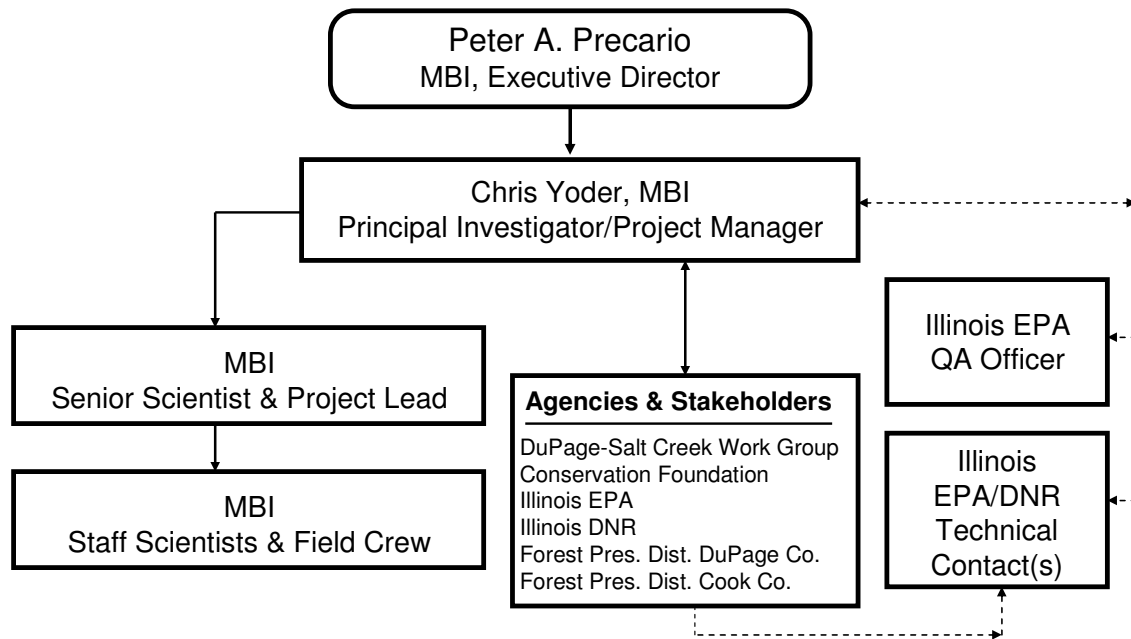 Peter A. Precario
MBI, Executive Director
Chris Yoder, MBI
Principal Investigator/Project Manager
MBI
Senior Scientist & Project Lead
MBI
Staff Scientists & Field Crew
Agencies & Stakeholders
DuPage-Salt Creek Work Group
Conservation Foundation
Illinois EPA
Illinois DNR
Forest Pres. Dist. DuPage Co.
Forest Pres. Dist. Cook Co.
Illinois EPA
QA Officer
Illinois
EPA/DNR
Technical
Contact(s)